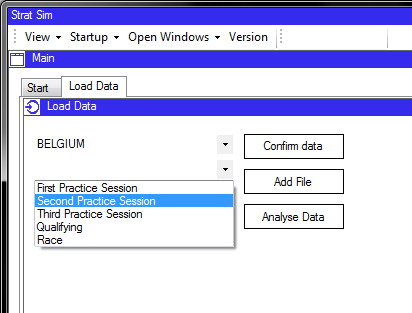 Strat Sim
View Startup Open Windows Version
Main
Start Load Data
Load Data
BELGIUM
Confirm data
Add File
First Practice Session
Second Practice Session
Third Practice Session
Qualifying
Race
Analyse Data